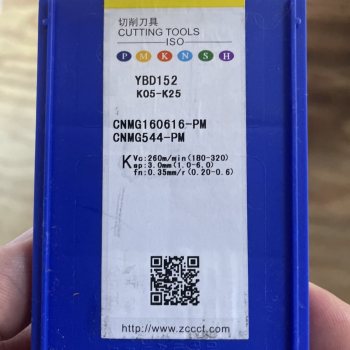 切削刀具
CUTTING TOOLS
ISO
P M K N S H
YBD152
K05-K25
CNMG160616-PM
CNMG544-PM
K Vc:260m/min(180-320)
ap:3.0mm(1.0-6.0)
fn:0.35mm/r(0.20-0.6)
http://www.zccct.com